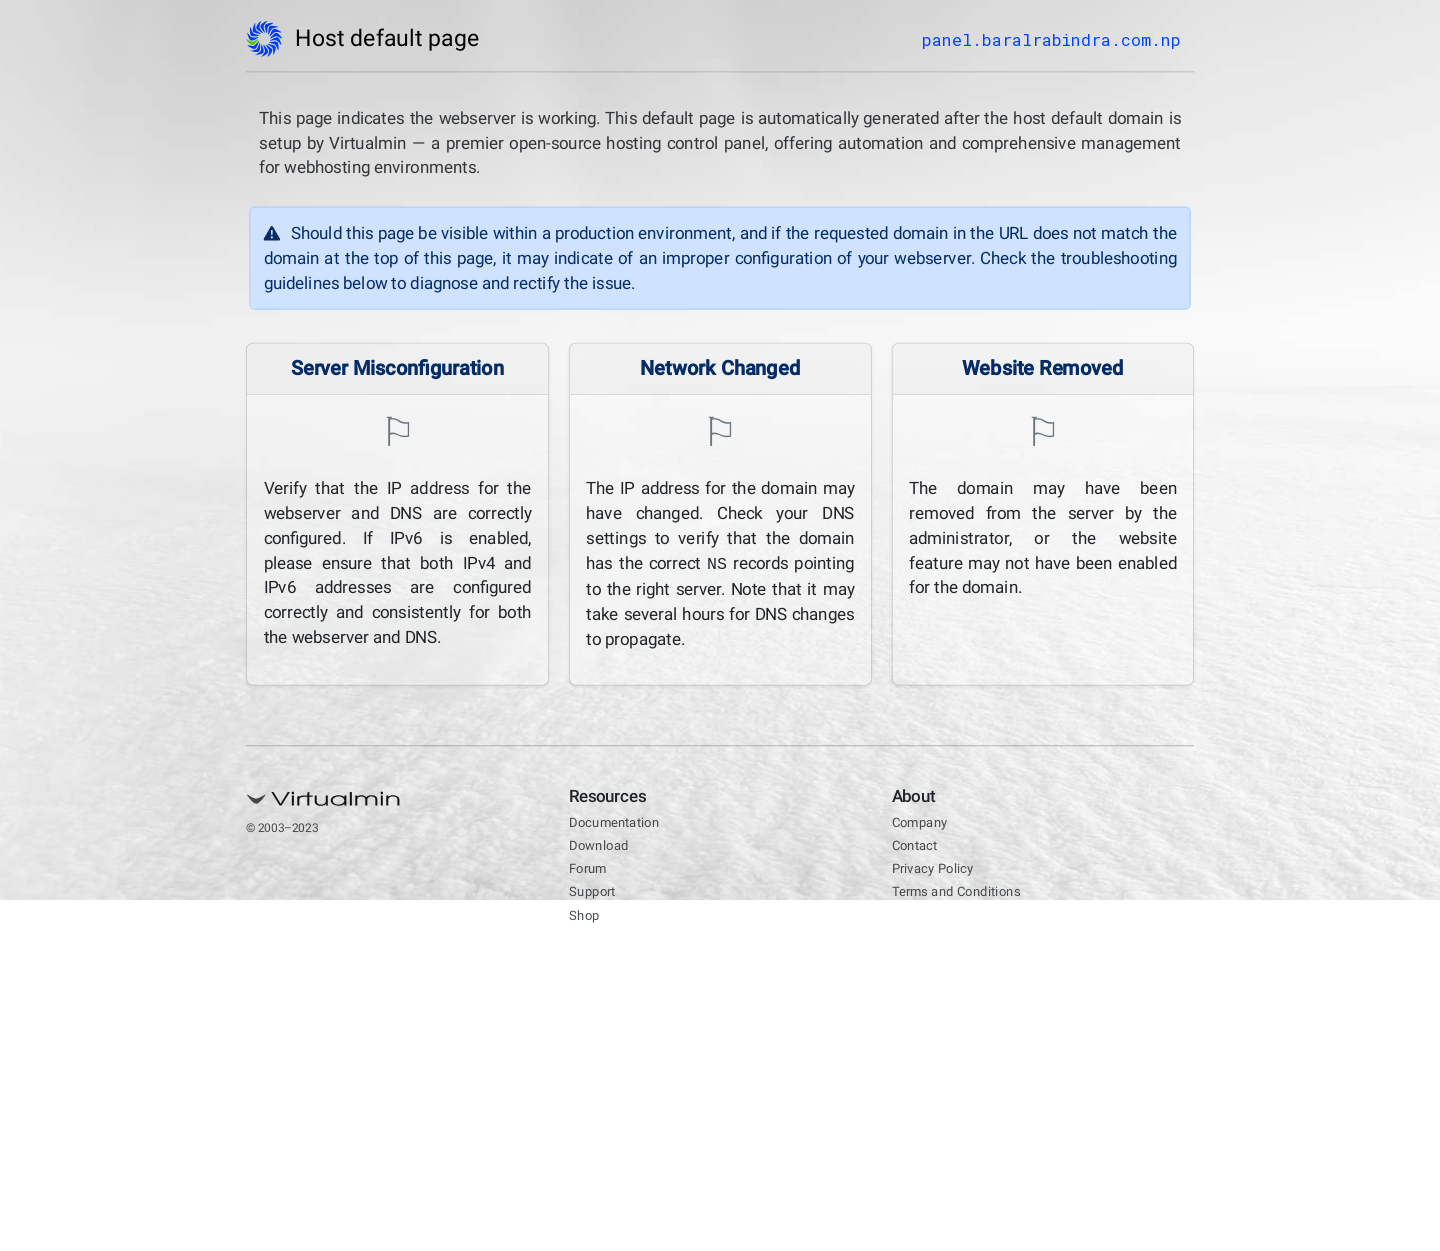 Host default page
panel.baralrabindra.com.np
This page indicates the webserver is working. This default page is automatically generated after the host default domain is
setup by Virtualmin — a premier open-source hosting control panel, offering automation and comprehensive management
for webhosting environments.
Should this page be visible within a production environment, and if the requested domain in the URL does not match the
domain at the top of this page, it may indicate of an improper configuration of your webserver. Check the troubleshooting
guidelines below to diagnose and rectify the issue.
Server Misconfiguration
Verify that the IP address for the
webserver and DNS are correctly
configured. If IPv6 is enabled,
please ensure that both IPv4 and
IPv6 addresses are configured
correctly and consistently for both
the webserver and DNS.
Network Changed
The IP address for the domain may
have changed. Check your DNS
settings to verify that the domain
has the correct NS records pointing
to the right server. Note that it may
take several hours for DNS changes
to propagate.
Website Removed
The domain may have been
removed from the server by the
administrator, or the website
feature may not have been enabled
for the domain.
Virtualmin
© 2003–2023
Resources
Documentation
Download
Forum
Support
Shop
About
Company
Contact
Privacy Policy
Terms and Conditions